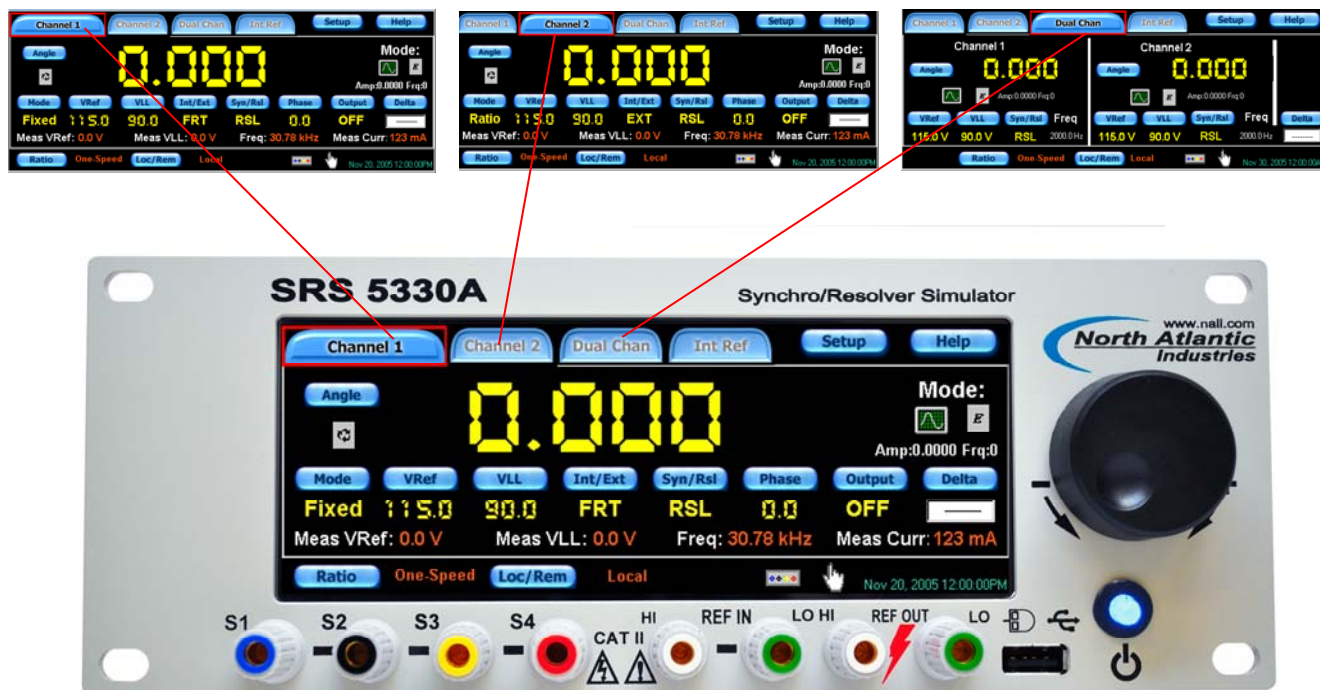 Channel 1 Channel 2 Dual Chan Int Ref Setup Help
Angle 0.000 Mode:
E
Amp:0.0000 Frq:0
Mode VRef VLL Int/Ext Syn/Rsl Phase Output Delta
Fixed 115.0 90.0 FRT RSL 0.0 OFF
Meas VRef: 0.0 V Meas VLL: 0.0 V Freq: 30.78 kHz Meas Curr: 123 mA
Ratio One-Speed Loc/Rem Local Nov 20, 2005 12:00:00PM
Channel 1 Channel 2 Dual Chan Int Ref Setup Help
Angle 0.000 Mode:
E
Amp:0.0000 Frq:0
Mode VRef VLL Int/Ext Syn/Rsl Phase Output Delta
Ratio 115.0 90.0 EXT RSL 0.0 OFF
Meas VRef: 0.0 V Meas VLL: 0.0 V Freq: 30.78 kHz Meas Curr: 123 mA
Ratio One-Speed Loc/Rem Local Nov 20, 2005 12:00:00PM
Channel 1 Channel 2 Dual Chan Int Ref Setup Help
Channel 1 Channel 2
Angle 0.000 Angle 0.000
E Amp:0.0000 Frq:0 E Amp:0.0000 Frq:0
VRef VLL Syn/Rsl Freq VRef VLL Syn/Rsl Freq Delta
115.0 V 90.0 V RSL 2000.0 Hz 115.0 V 90.0 V RSL 2000.0 Hz
Ratio One-Speed Loc/Rem Local Nov 30, 2005 12:00:00A
SRS 5330A
Synchro/Resolver Simulator
www.naii.com
North Atlantic
Industries
Channel 1 Channel 2 Dual Chan Int Ref Setup Help
Angle 0.000 Mode:
E
Amp:0.0000 Frq:0
Mode VRef VLL Int/Ext Syn/Rsl Phase Output Delta
Fixed 115.0 90.0 FRT RSL 0.0 OFF
Meas VRef: 0.0 V Meas VLL: 0.0 V Freq: 30.78 kHz Meas Curr: 123 mA
Ratio One-Speed Loc/Rem Local Nov 20, 2005 12:00:00PM
S1 S2 S3 S4 HI REF IN LO HI REF OUT LO
CAT II